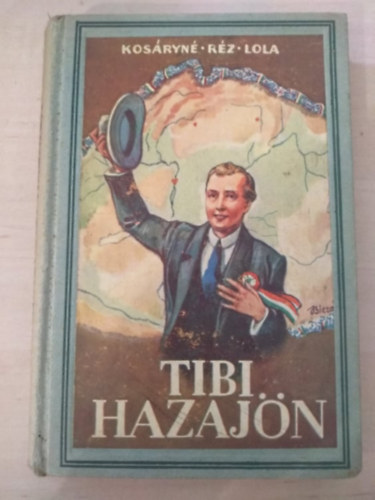 KOSÁRYNÉ · RÉZ · LOLA
TIBI
HAZAJÖN